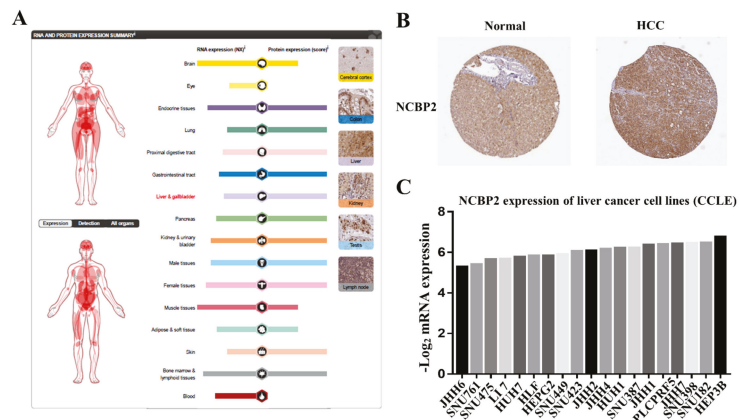 A
RNA AND PROTEIN EXPRESSION SUMMARY
RNA expression (NX)
Protein expression (score)
Brain
Eye
Endocrine tissues
Lung
Proximal digestive tract
Gastrointestinal tract
Liver & gallbladder
Pancreas
Kidney & urinary
bladder
Male tissues
Female tissues
Muscle tissues
Adipose & soft tissue
Skin
Bone marrow &
lymphoid tissues
Blood
Expression
Detection
All organs
Cerebral cortex
Colon
Liver
Kidney
Testis
Lymph node
B
Normal
HCC
NCBP2
C
NCBP2 expression of liver cancer cell lines (CCLE)
-Log2 mRNA expression
8
6
4
2
0
JHH6
SNU761
SNU475
LI.7
HUH7
HLF
HEPG2
SNU449
SNU423
JHH2
JHH4
HUH1
SNU387
JHH1
PLCPRF5
JHH7
SNU398
SNU182
HEP3B